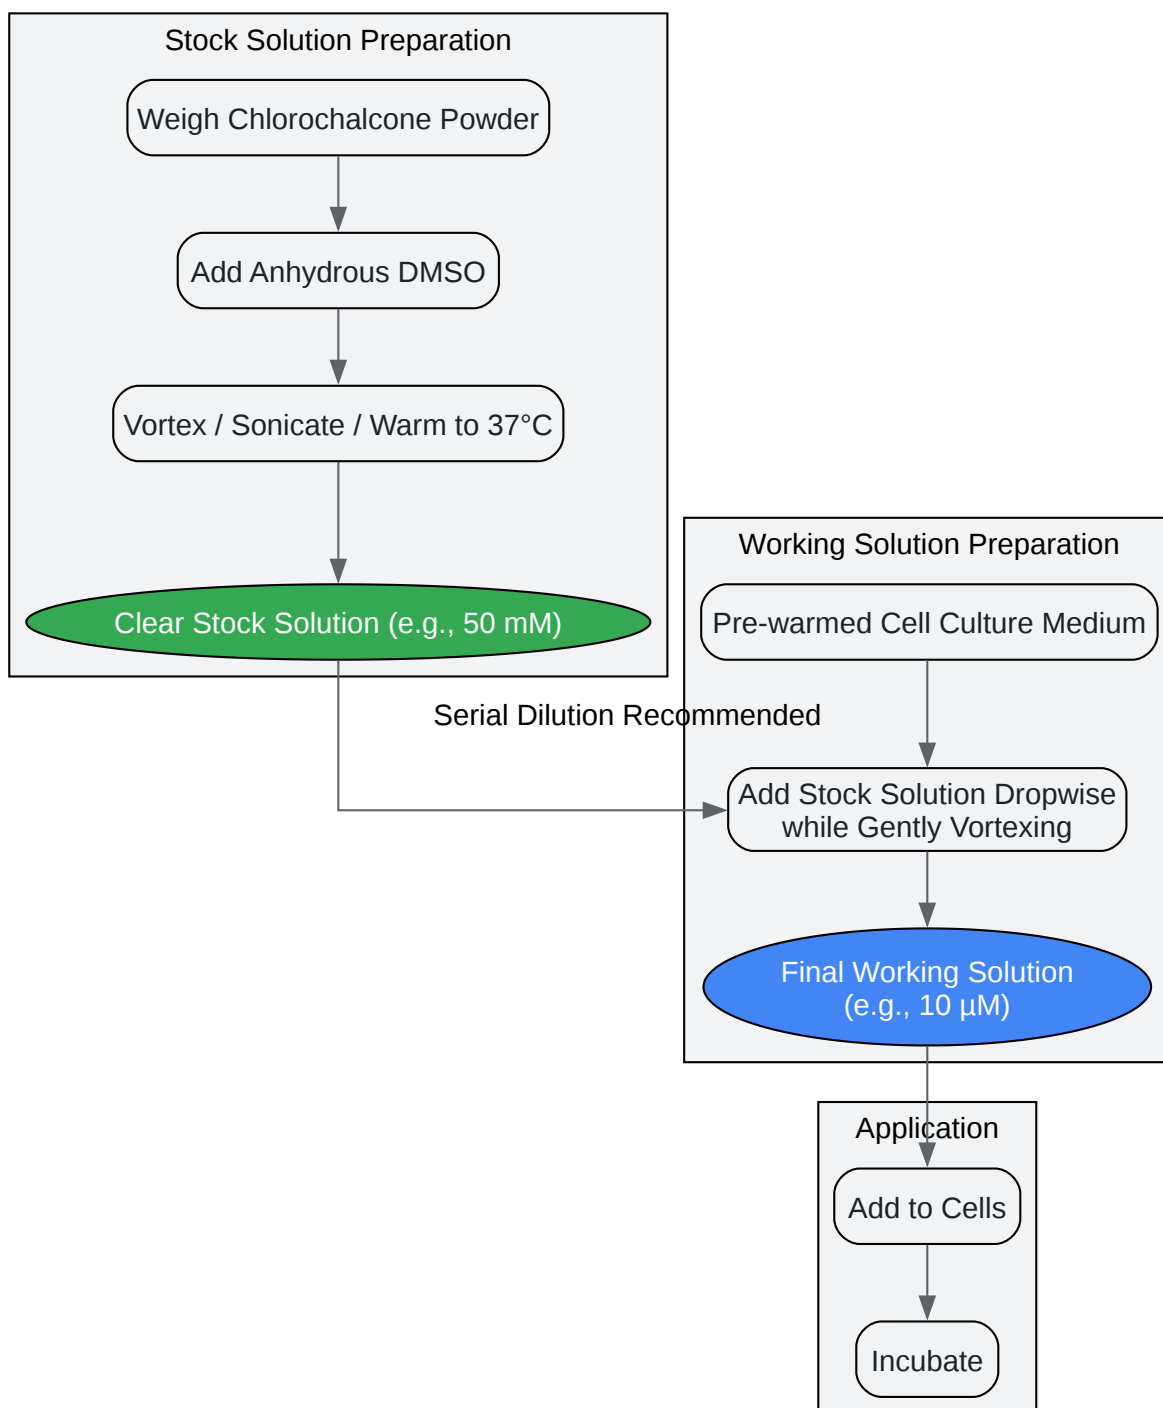 Stock Solution Preparation
Weigh Chlorochalcone Powder
Add Anhydrous DMSO
Vortex / Sonicate / Warm to 37°C
Clear Stock Solution (e.g., 50 mM)
Serial Dilution Recommended
Working Solution Preparation
Pre-warmed Cell Culture Medium
Add Stock Solution Dropwise
while Gently Vortexing
Final Working Solution
(e.g., 10 µM)
Application
Add to Cells
Incubate